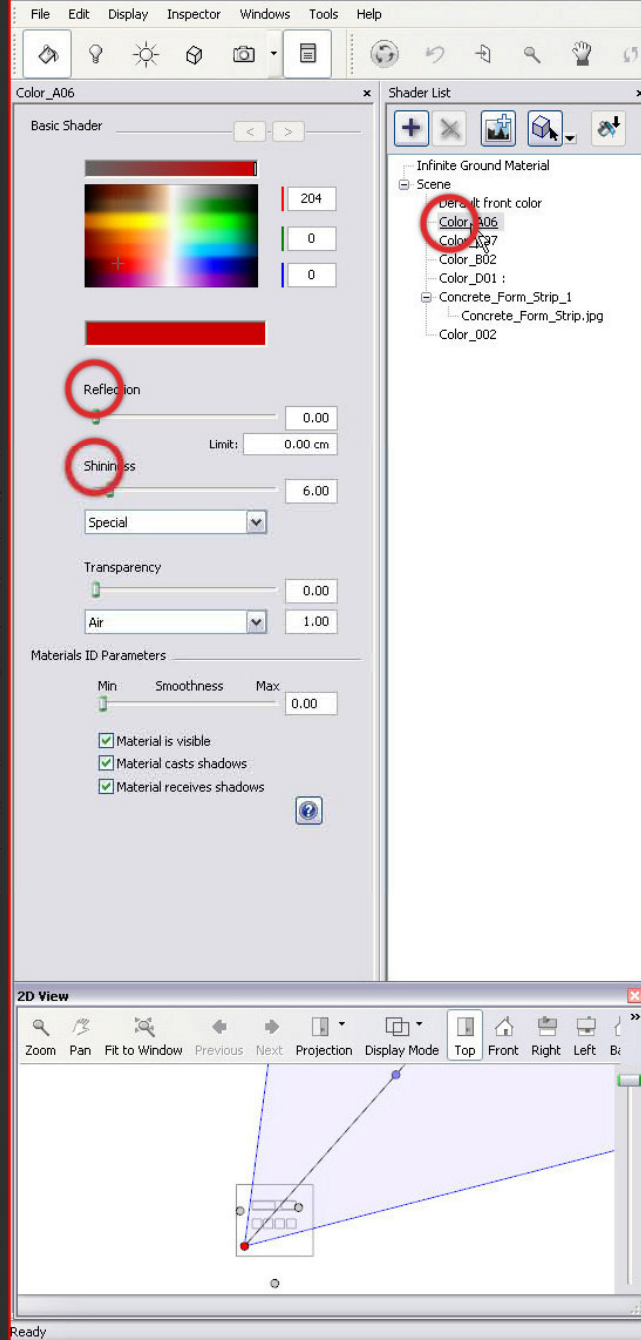 File Edit Display Inspector Windows Tools Help
Color_A06
Basic Shader
204
0
0
Reflection
0.00
Limit: 0.00 cm
Shininess
6.00
Special
Transparency
0.00
Air 1.00
Materials ID Parameters
Min Smoothness Max
0.00
Material is visible
Material casts shadows
Material receives shadows
Shader List
Infinite Ground Material
Scene
Default front color
Color_A06
Color_A07
Color_B02
Color_D01 :
Concrete_Form_Strip_1
Concrete_Form_Strip.jpg
Color_002
2D View
Zoom Pan Fit to Window Previous Next Projection Display Mode Top Front Right Left Ba
Ready